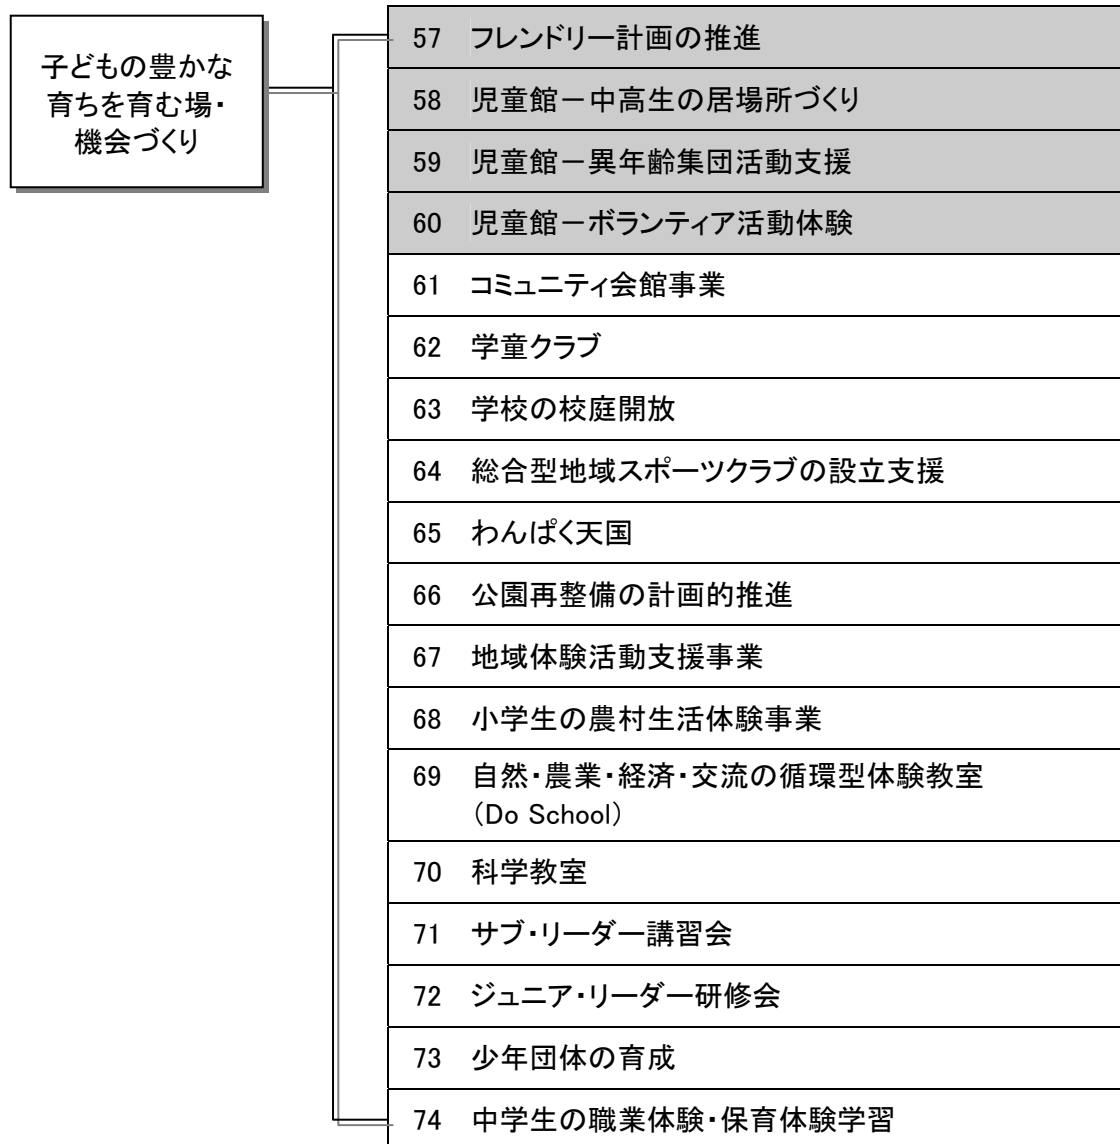 子どもの豊かな
育ちを育む場・
機会づくり
57 フレンドリー計画の推進
58 児童館－中高生の居場所づくり
59 児童館－異年齢集団活動支援
60 児童館－ボランティア活動体験
61 コミュニティ会館事業
62 学童クラブ
63 学校の校庭開放
64 総合型地域スポーツクラブの設立支援
65 わんぱく天国
66 公園再整備の計画的推進
67 地域体験活動支援事業
68 小学生の農村生活体験事業
69 自然・農業・経済・交流の循環型体験教室
（Do School）
70 科学教室
71 サブ・リーダー講習会
72 ジュニア・リーダー研修会
73 少年団体の育成
74 中学生の職業体験・保育体験学習